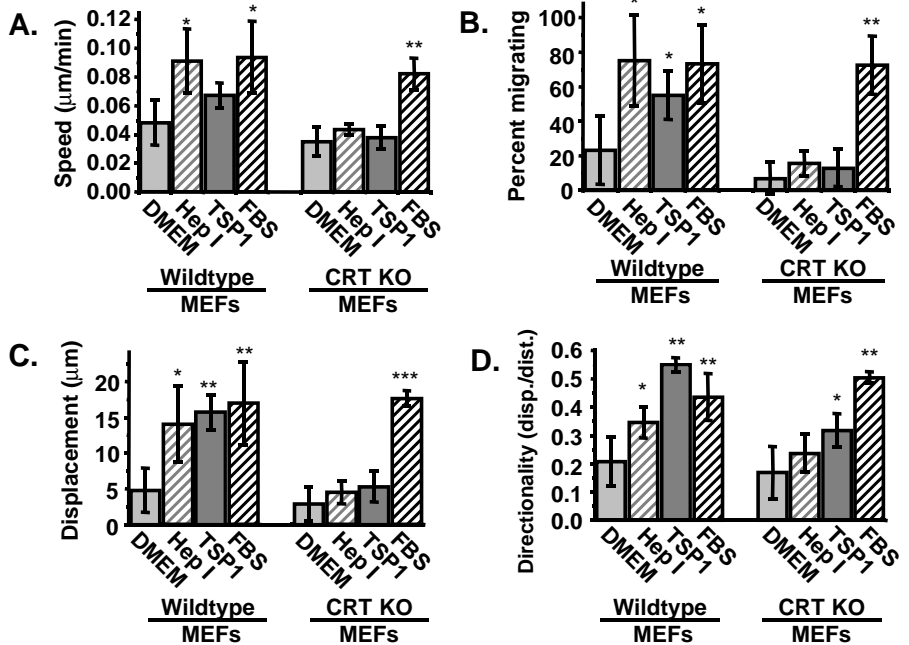 A.
Speed (μm/min)
0.12
0.10
0.08
0.06
0.04
0.02
0.00
* * **
DMEM Hep I TSP1 FBS DMEM Hep I TSP1 FBS
Wildtype CRT KO
MEFs MEFs
B.
Percent migrating
100
80
60
40
20
0
* * * **
DMEM Hep I TSP1 FBS DMEM Hep I TSP1 FBS
Wildtype CRT KO
MEFs MEFs
C.
Displacement (μm)
20
15
10
5
0
* ** ** ***
DMEM Hep I TSP1 FBS DMEM Hep I TSP1 FBS
Wildtype CRT KO
MEFs MEFs
D.
Directionality (disp./dist.)
0.6
0.5
0.4
0.3
0.2
0.1
0.0
* ** ** * **
DMEM Hep I TSP1 FBS DMEM Hep I TSP1 FBS
Wildtype CRT KO
MEFs MEFs